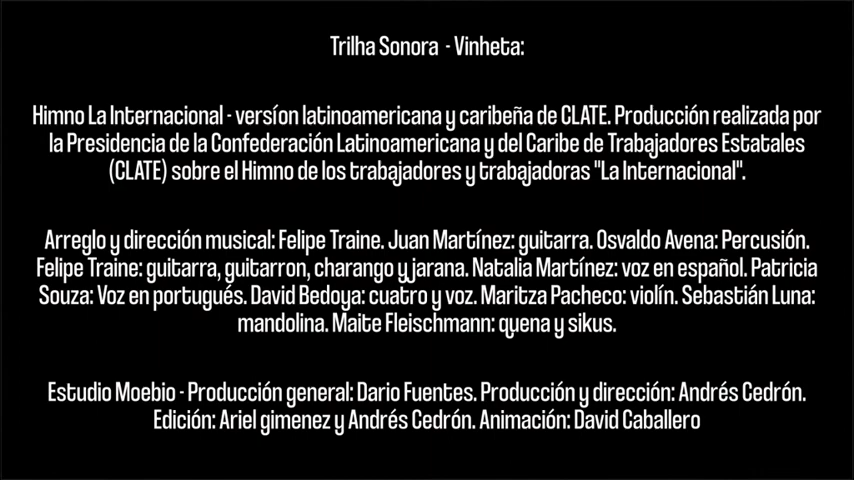 Trilha Sonora - Vinheta:
Himno La Internacional - versíon latinoamericana y caribeña de CLATE. Producción realizada por
la Presidencia de la Confederación Latinoamericana y del Caribe de Trabajadores Estatales
(CLATE) sobre el Himno de los trabajadores y trabajadoras "La Internacional".
Arreglo y dirección musical: Felipe Traine. Juan Martínez: guitarra. Osvaldo Avena: Percusión.
Felipe Traine: guitarra, guitarron, charango y jarana. Natalia Martínez: voz en español. Patricia
Souza: Voz en portugués. David Bedoya: cuatro y voz. Maritza Pacheco: violín. Sebastián Luna:
mandolina. Maite Fleischmann: quena y sikus.
Estudio Moebio - Producción general: Dario Fuentes. Producción y dirección: Andrés Cedrón.
Edición: Ariel gimenez y Andrés Cedrón. Animación: David Caballero